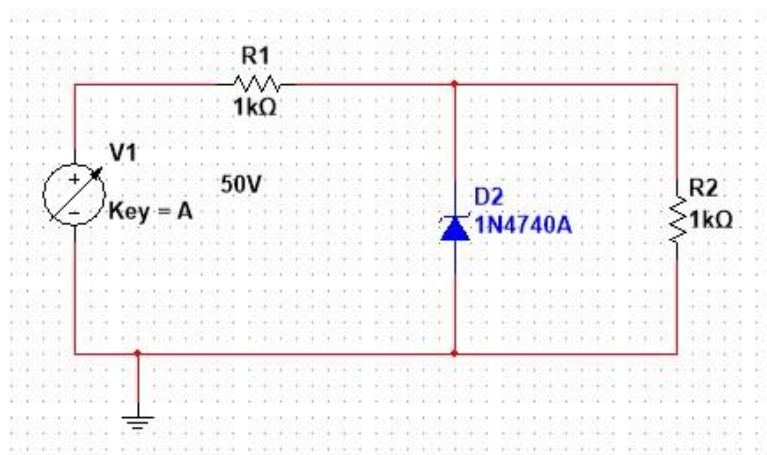 R1
1kΩ
V1
50V
Key = A
+
−
D2
1N4740A
R2
1kΩ